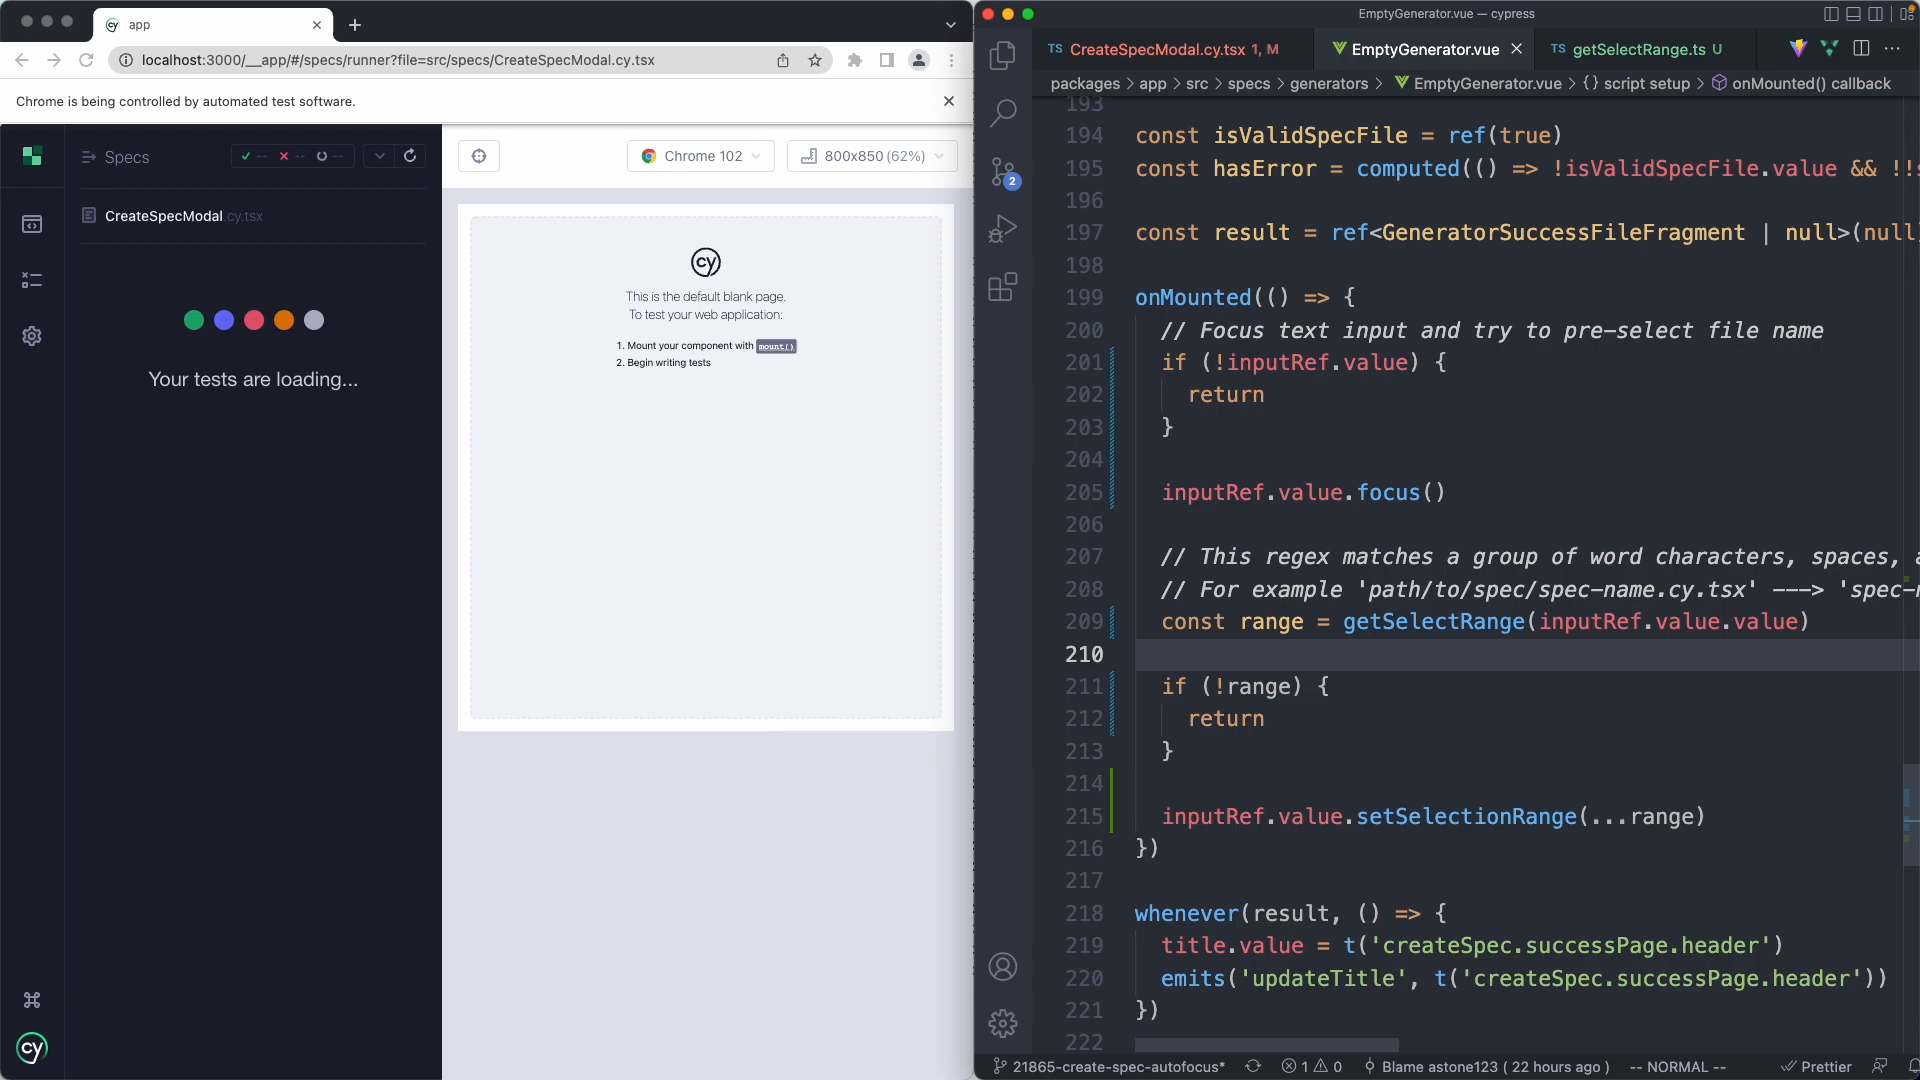 app
localhost:3000/__app/#/specs/runner?file=src/specs/CreateSpecModal.cy.tsx
Chrome is being controlled by automated test software.
Specs
-- -- --
CreateSpecModal.cy.tsx
Your tests are loading...
Chrome 102
800x850 (62%)
cy
This is the default blank page.
To test your web application:
1. Mount your component with mount()
2. Begin writing tests
cy
EmptyGenerator.vue — cypress
TS CreateSpecModal.cy.tsx 1, M
EmptyGenerator.vue
TS getSelectRange.ts U
packages > app > src > specs > generators > EmptyGenerator.vue > {} script setup > onMounted() callback
2
193
194 const isValidSpecFile = ref(true)
195 const hasError = computed(() => !isValidSpecFile.value && !!
196
197 const result = ref<GeneratorSuccessFileFragment | null>(null
198
199 onMounted(() => {
200 // Focus text input and try to pre-select file name
201 if (!inputRef.value) {
202 return
203 }
204
205 inputRef.value.focus()
206
207 // This regex matches a group of word characters, spaces,
208 // For example 'path/to/spec/spec-name.cy.tsx' ---> 'spec-
209 const range = getSelectRange(inputRef.value.value)
210
211 if (!range) {
212 return
213 }
214
215 inputRef.value.setSelectionRange(...range)
216 })
217
218 whenever(result, () => {
219 title.value = t('createSpec.successPage.header')
220 emits('updateTitle', t('createSpec.successPage.header'))
221 })
222
21865-create-spec-autofocus* 1 0 Blame astone123 ( 22 hours ago ) -- NORMAL -- Prettier